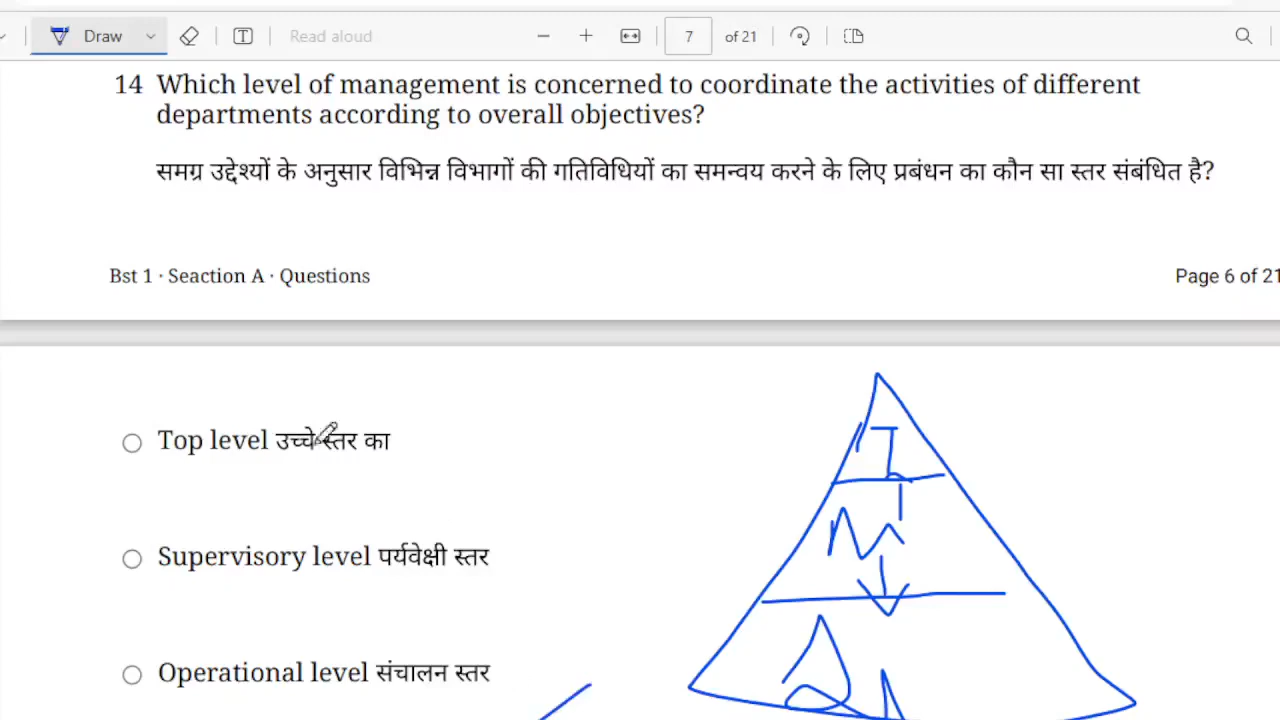 Draw
Read aloud
7 of 21
14 Which level of management is concerned to coordinate the activities of different
departments according to overall objectives?
समग्र उद्देश्यों के अनुसार विभिन्न विभागों की गतिविधियों का समन्वय करने के लिए प्रबंधन का कौन सा स्तर संबंधित है?
Bst 1 · Seaction A · Questions
Page 6 of 21
Top level उच्चे स्तर का
Supervisory level पर्यवेक्षी स्तर
Operational level संचालन स्तर